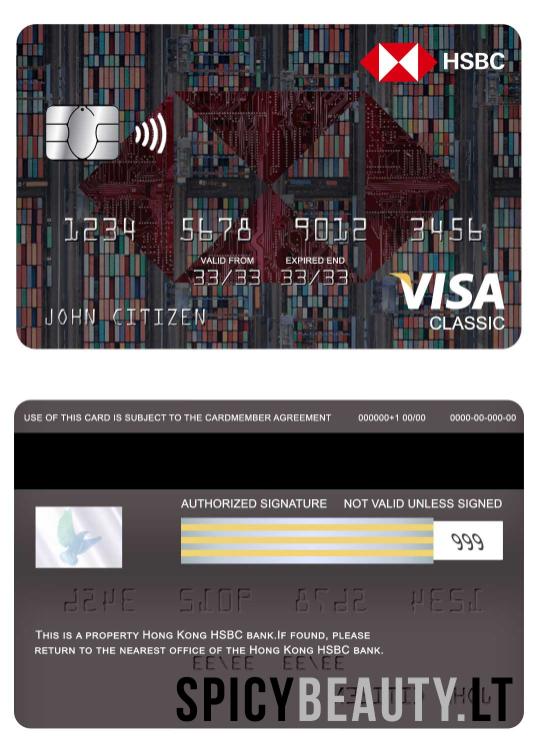 HSBC
1234 5678 9012 3456
VALID FROM EXPIRED END
33/33 33/33
VISA
JOHN CITIZEN
CLASSIC
USE OF THIS CARD IS SUBJECT TO THE CARDMEMBER AGREEMENT 000000+1 00/00 0000-00-000-00
AUTHORIZED SIGNATURE NOT VALID UNLESS SIGNED
999
THIS IS A PROPERTY HONG KONG HSBC BANK.IF FOUND, PLEASE
RETURN TO THE NEAREST OFFICE OF THE HONG KONG HSBC BANK.
SPICYBEAUTY.LT